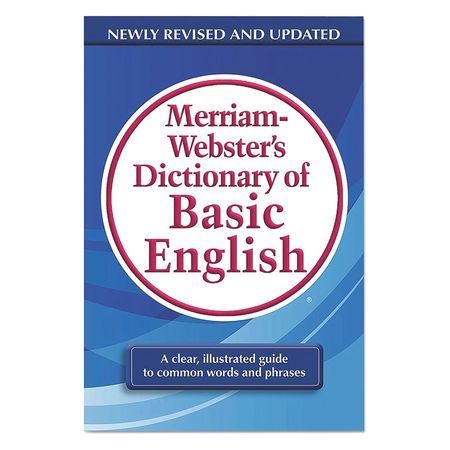 NEWLY REVISED AND UPDATED
Merriam-
Webster's
Dictionary of
Basic
English
®
A clear, illustrated guide
to common words and phrases